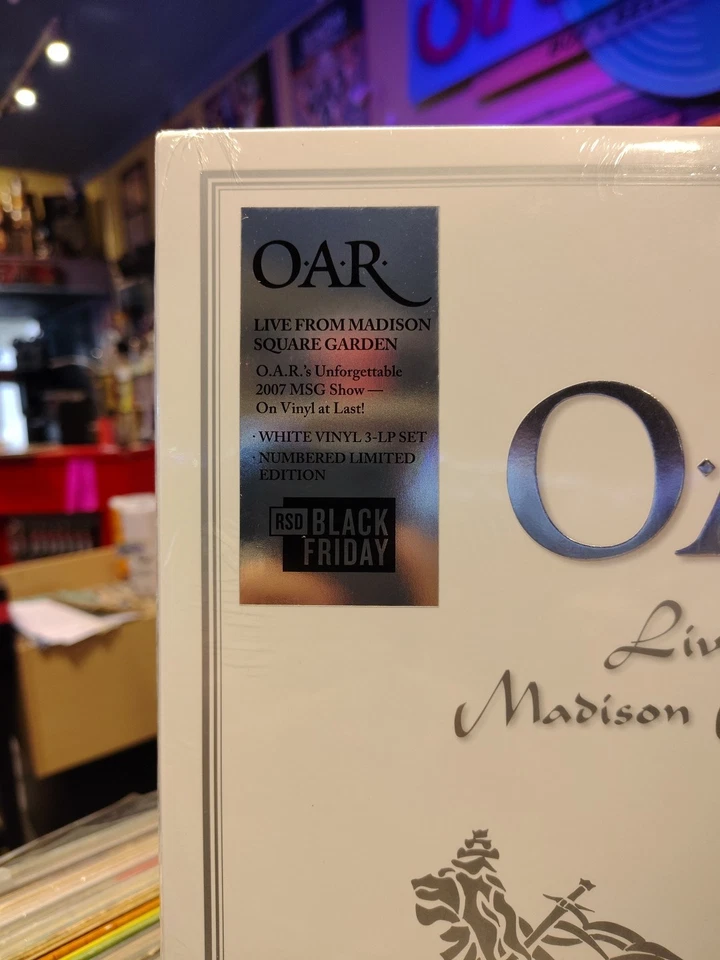 O·A·R·
LIVE FROM MADISON
SQUARE GARDEN
O.A.R.'s Unforgettable
2007 MSG Show —
On Vinyl at Last!
· WHITE VINYL 3-LP SET
· NUMBERED LIMITED
EDITION
RSD BLACK
FRIDAY
O·A
Liv
Madison